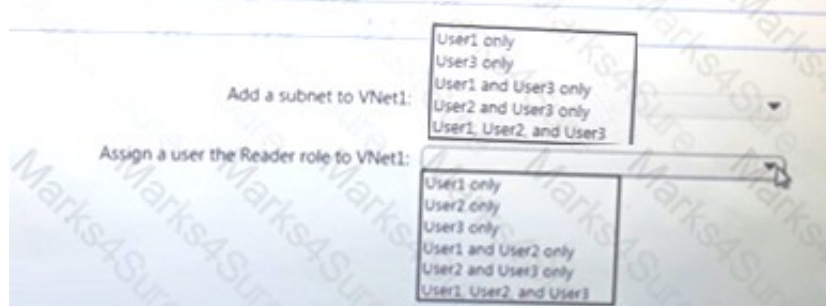 User1 only
User3 only
User1 and User3 only
User2 and User3 only
User1, User2, and User3
Add a subnet to VNet1:
Assign a user the Reader role to VNet1:
User1 only
User2 only
User3 only
User1 and User2 only
User2 and User3 only
User1, User2, and User3
Marks4Sure